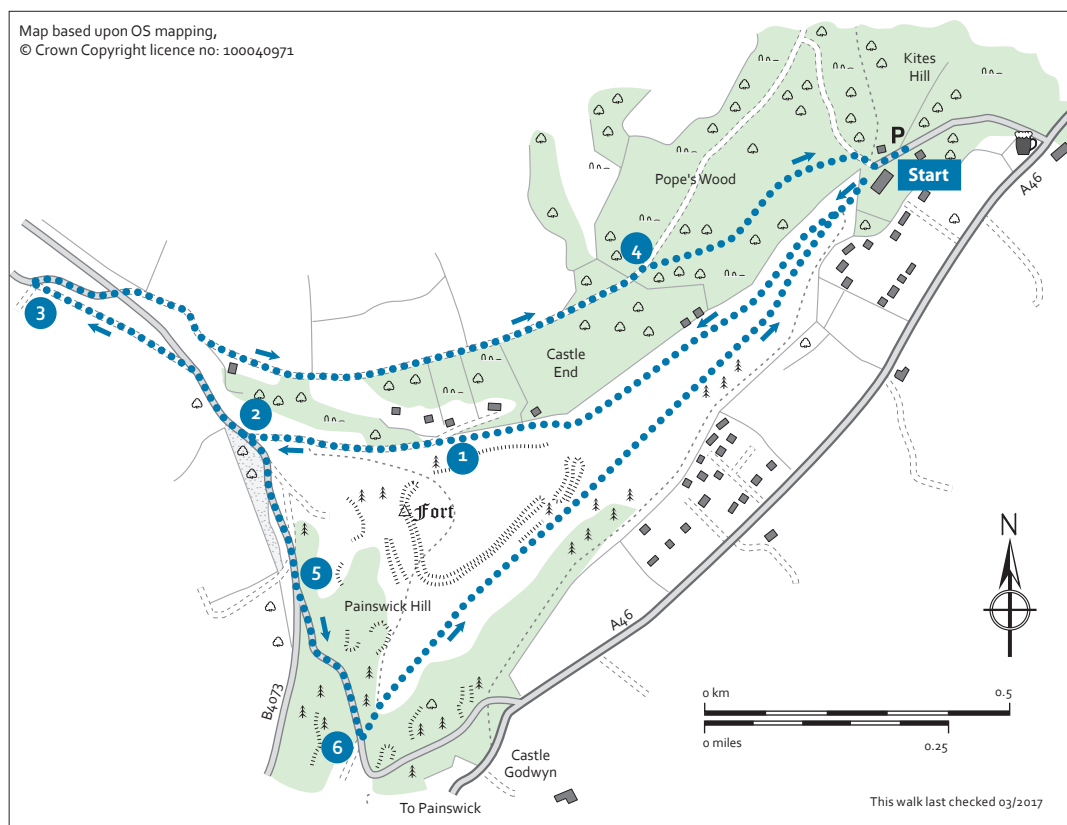 Map based upon OS mapping,
© Crown Copyright licence no: 100040971
Kites
Hill
P
Start
A46
Pope's Wood
4
3
Castle
End
2
1
Fort
5
Painswick Hill
N
A46
B4073
6
0 km
0.5
0 miles
0.25
Castle
Godwyn
To Painswick
This walk last checked 03/2017